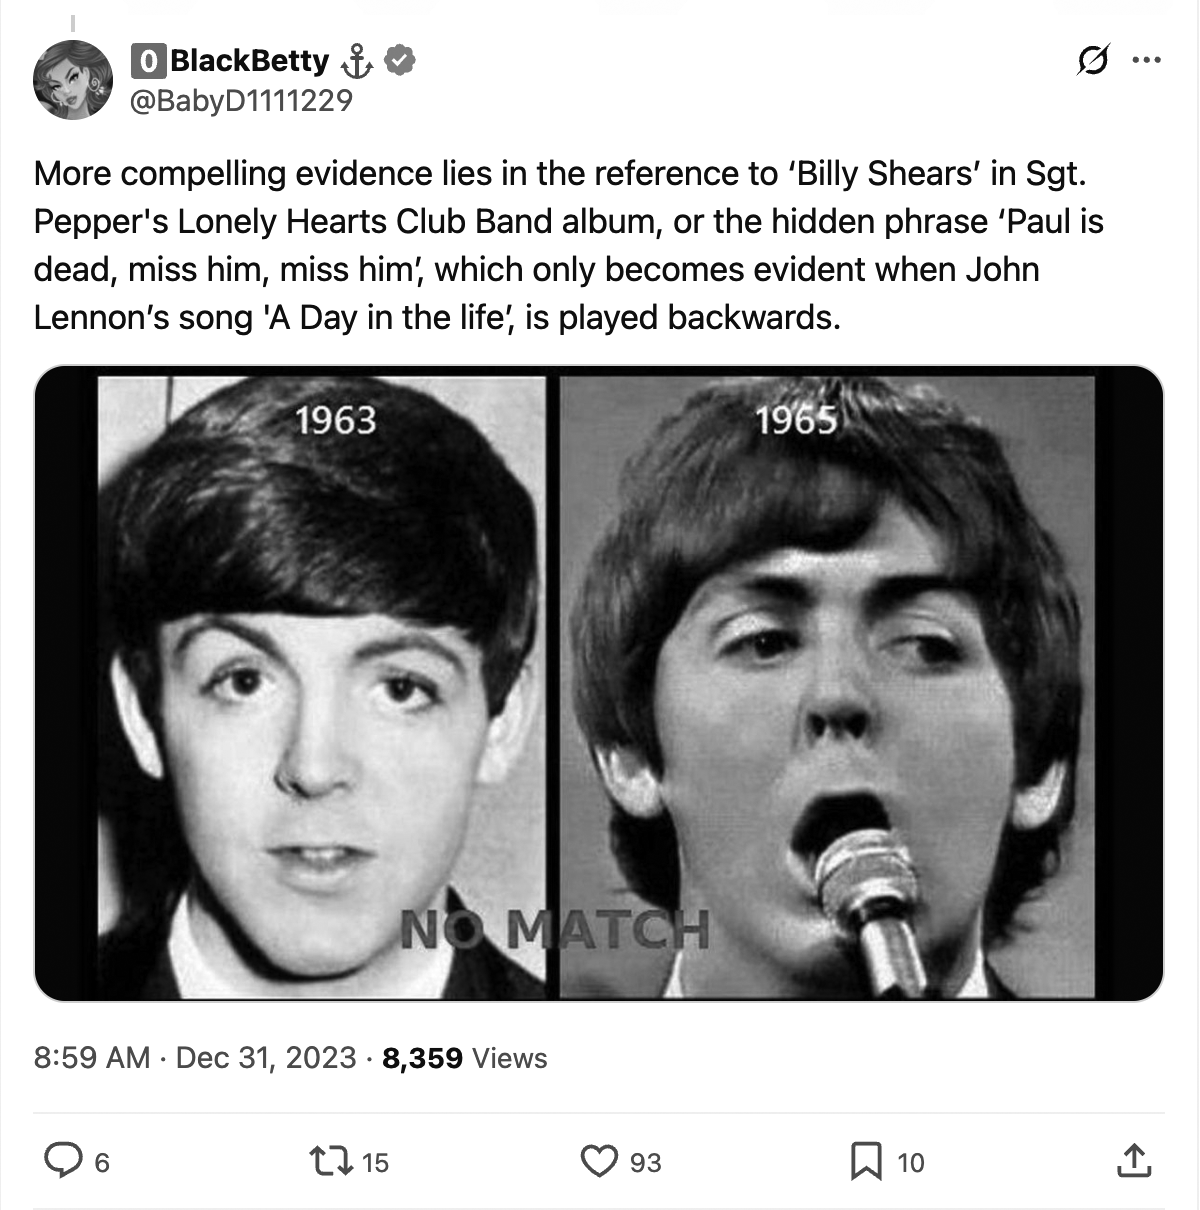 0 BlackBetty
@BabyD1111229
More compelling evidence lies in the reference to ‘Billy Shears’ in Sgt.
Pepper's Lonely Hearts Club Band album, or the hidden phrase ‘Paul is
dead, miss him, miss him’, which only becomes evident when John
Lennon’s song 'A Day in the life’, is played backwards.
1963
1965
NO MATCH
8:59 AM · Dec 31, 2023 · 8,359 Views
6 15 93 10